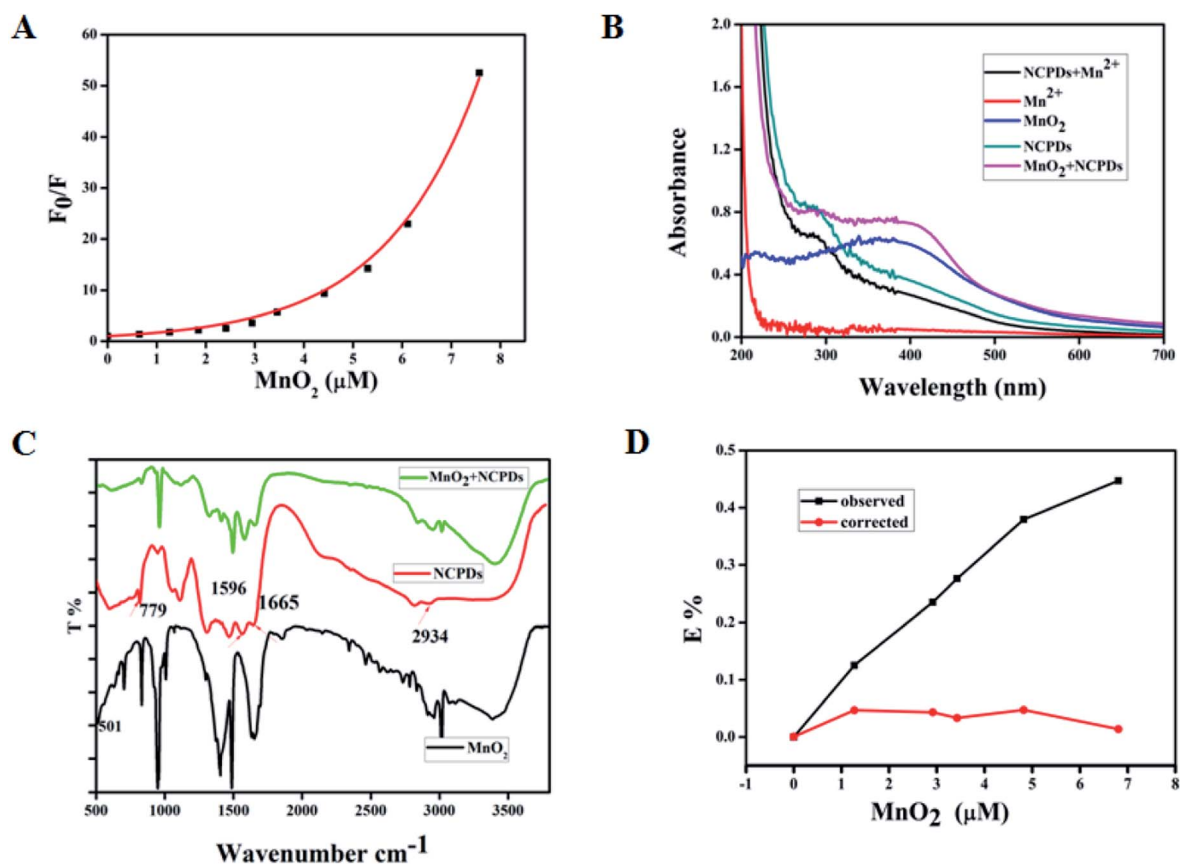 A
60
50
40
30
20
10
0
F0/F
0 1 2 3 4 5 6 7 8
MnO2 (μM)
B
2.0
1.6
1.2
0.8
0.4
0.0
Absorbance
NCPDs+Mn2+
Mn2+
MnO2
NCPDs
MnO2+NCPDs
200 300 400 500 600 700
Wavelength (nm)
C
T %
MnO2+NCPDs
NCPDs
779
1596
1665
2934
501
MnO2
500 1000 1500 2000 2500 3000 3500
Wavenumber cm-1
D
0.5
0.4
0.3
0.2
0.1
0.0
E %
observed
corrected
-1 0 1 2 3 4 5 6 7 8
MnO2 (μM)